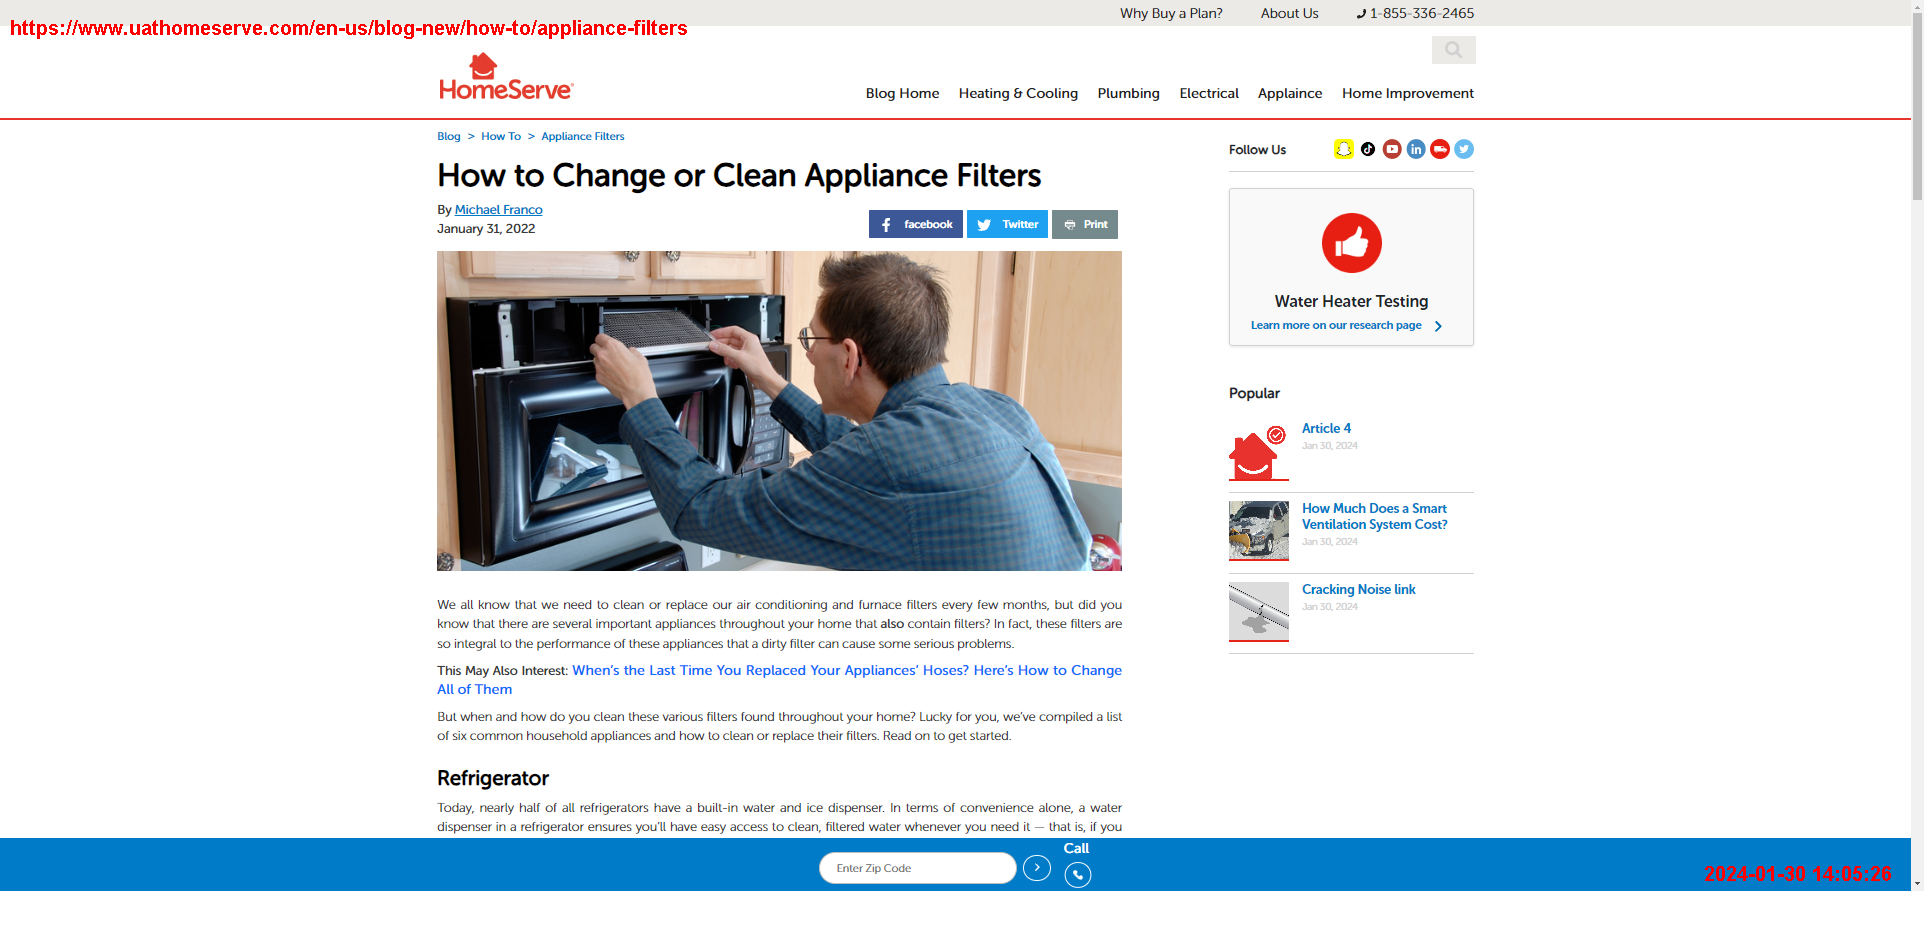 Why Buy a Plan? About Us 1-855-336-2465
https://www.uathomeserve.com/en-us/blog-new/how-to/appliance-filters
HomeServe
Blog Home Heating & Cooling Plumbing Electrical Applaince Home Improvement
Blog > How To > Appliance Filters
Follow Us
How to Change or Clean Appliance Filters
By Michael Franco
January 31, 2022
facebook Twitter Print
Water Heater Testing
Learn more on our research page
Popular
Article 4
Jan 30, 2024
How Much Does a Smart
Ventilation System Cost?
Jan 30, 2024
Cracking Noise link
Jan 30, 2024
We all know that we need to clean or replace our air conditioning and furnace filters every few months, but did you
know that there are several important appliances throughout your home that also contain filters? In fact, these filters are
so integral to the performance of these appliances that a dirty filter can cause some serious problems.
This May Also Interest: When's the Last Time You Replaced Your Appliances' Hoses? Here's How to Change
All of Them
But when and how do you clean these various filters found throughout your home? Lucky for you, we've compiled a list
of six common household appliances and how to clean or replace their filters. Read on to get started.
Refrigerator
Today, nearly half of all refrigerators have a built-in water and ice dispenser. In terms of convenience alone, a water
dispenser in a refrigerator ensures you'll have easy access to clean, filtered water whenever you need it — that is, if you
Enter Zip Code
Call
2024-01-30 14:05:26